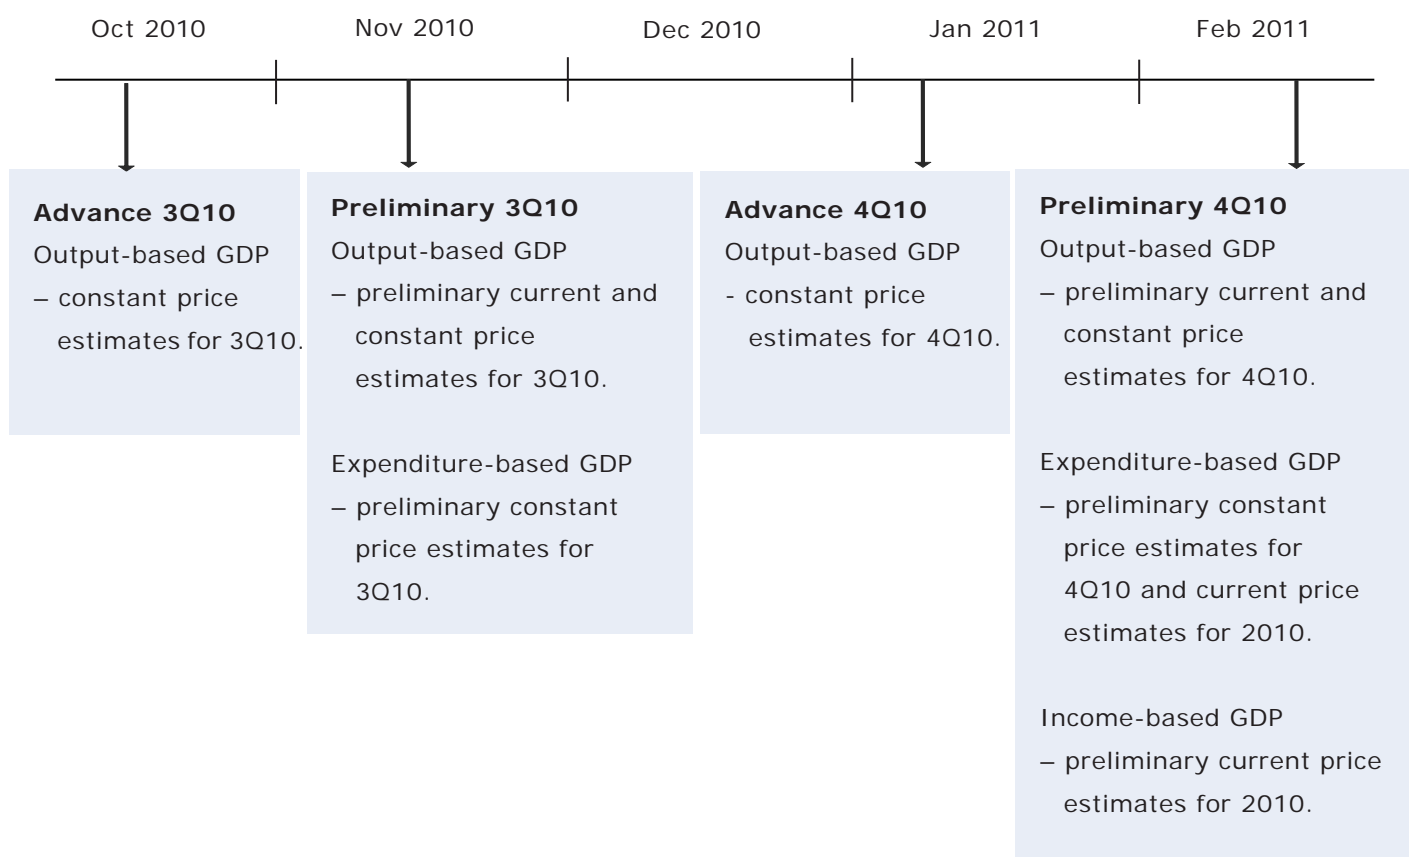 Oct 2010
Nov 2010
Dec 2010
Jan 2011
Feb 2011
Advance 3Q10
Output-based GDP
– constant price
estimates for 3Q10.
Preliminary 3Q10
Output-based GDP
– preliminary current and
constant price
estimates for 3Q10.
Expenditure-based GDP
– preliminary constant
price estimates for
3Q10.
Advance 4Q10
Output-based GDP
- constant price
estimates for 4Q10.
Preliminary 4Q10
Output-based GDP
– preliminary current and
constant price
estimates for 4Q10.
Expenditure-based GDP
– preliminary constant
price estimates for
4Q10 and current price
estimates for 2010.
Income-based GDP
– preliminary current price
estimates for 2010.